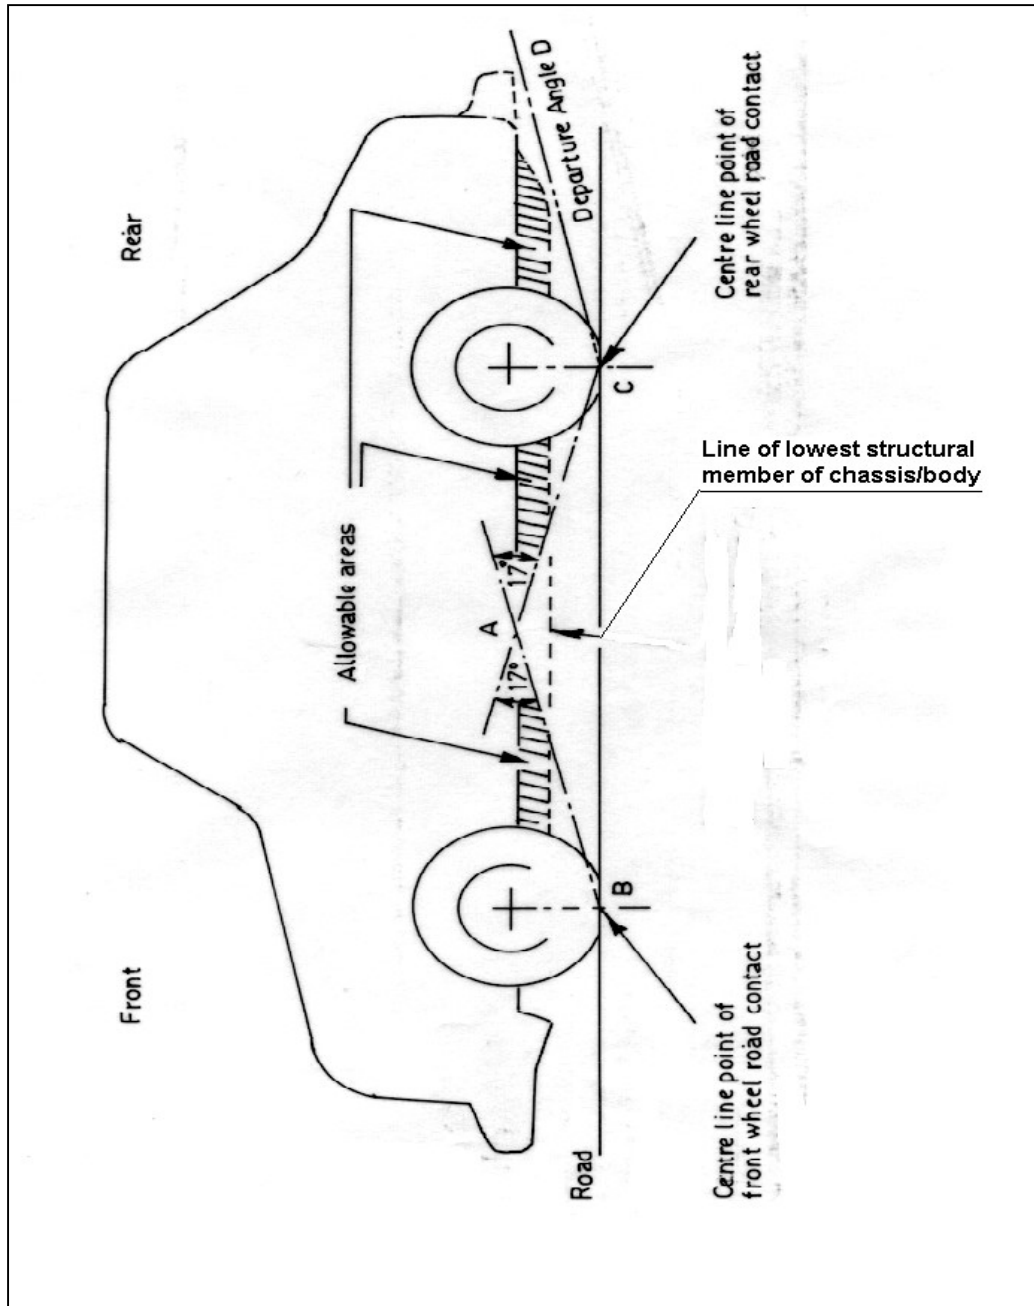 Front
Rear
Allowable areas
A
17°
17°
Departure Angle D
B
C
Road
Line of lowest structural
member of chassis/body
Centre line point of
front wheel road contact
Centre line point of
rear wheel road contact